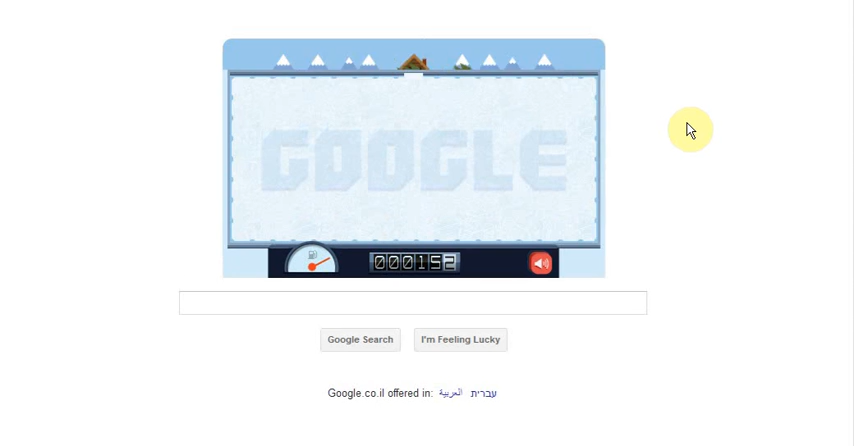 GOOGLE
000152
Google Search I'm Feeling Lucky
Google.co.il offered in: العربية עברית